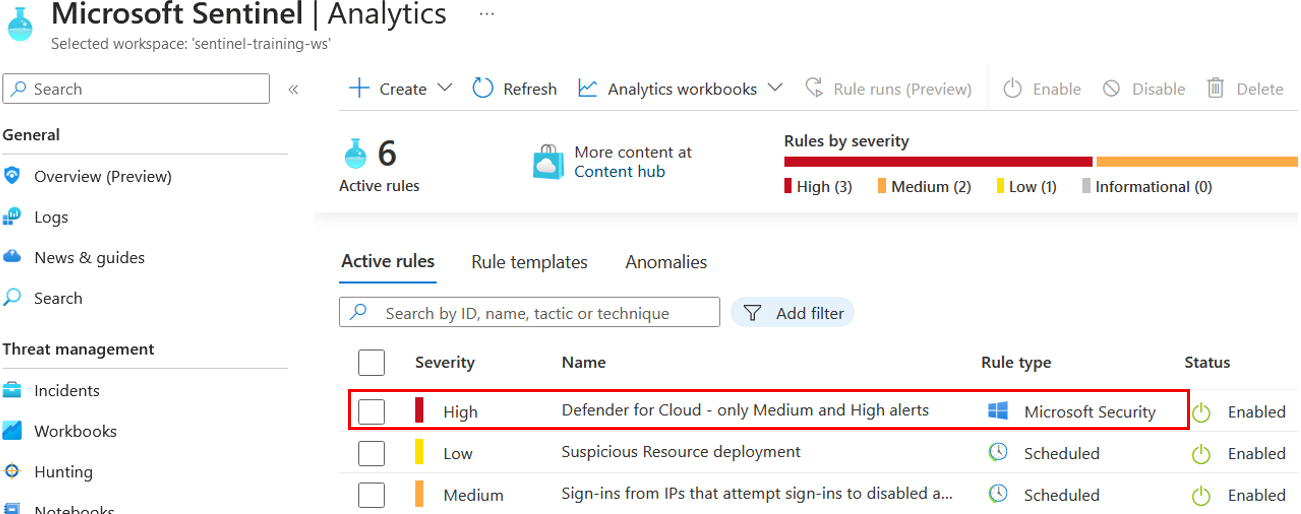 Microsoft Sentinel | Analytics ...
Selected workspace: 'sentinel-training-ws'
Search «
General
Overview (Preview)
Logs
News & guides
Search
Threat management
Incidents
Workbooks
Hunting
Notebooks
Create Refresh Analytics workbooks Rule runs (Preview) Enable Disable Delete
6
Active rules
More content at
Content hub
Rules by severity
High (3) Medium (2) Low (1) Informational (0)
Active rules Rule templates Anomalies
Search by ID, name, tactic or technique Add filter
Severity Name Rule type Status
High Defender for Cloud - only Medium and High alerts Microsoft Security Enabled
Low Suspicious Resource deployment Scheduled Enabled
Medium Sign-ins from IPs that attempt sign-ins to disabled a... Scheduled Enabled